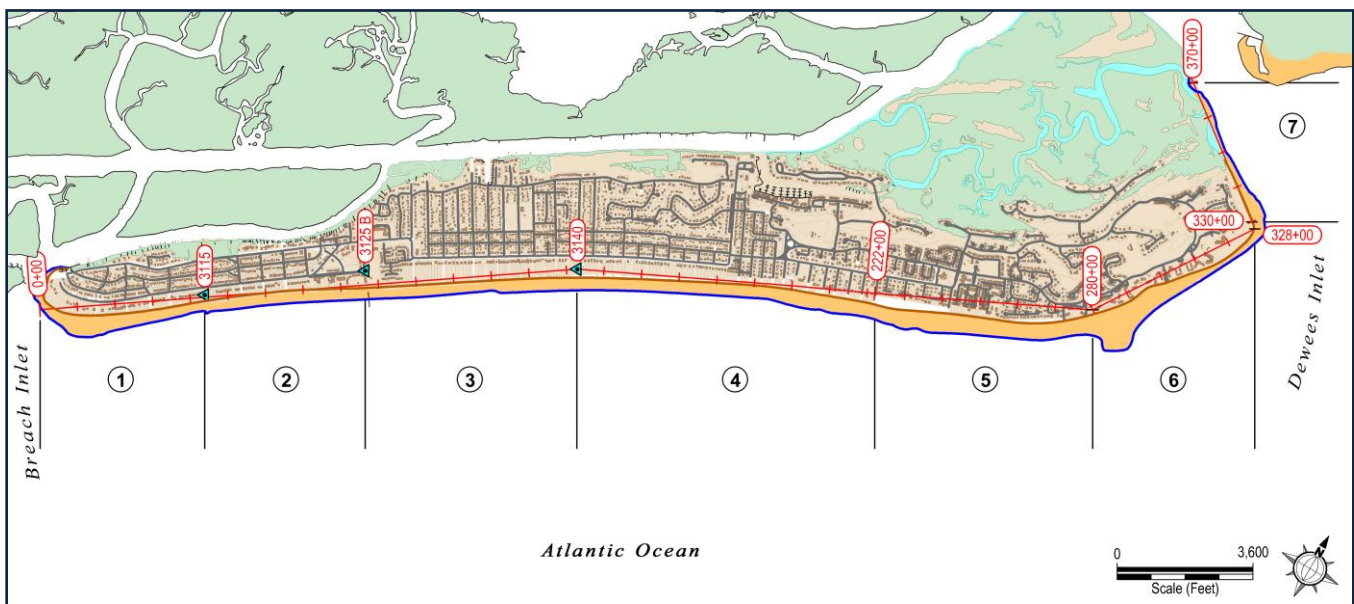 370+00
7
330+00
328+00
3125 B
3140
222+00
3115
0+00
280+00
Breach Inlet
1
2
3
4
5
6
Dewees Inlet
Atlantic Ocean
0 3,600
Scale (Feet)
N